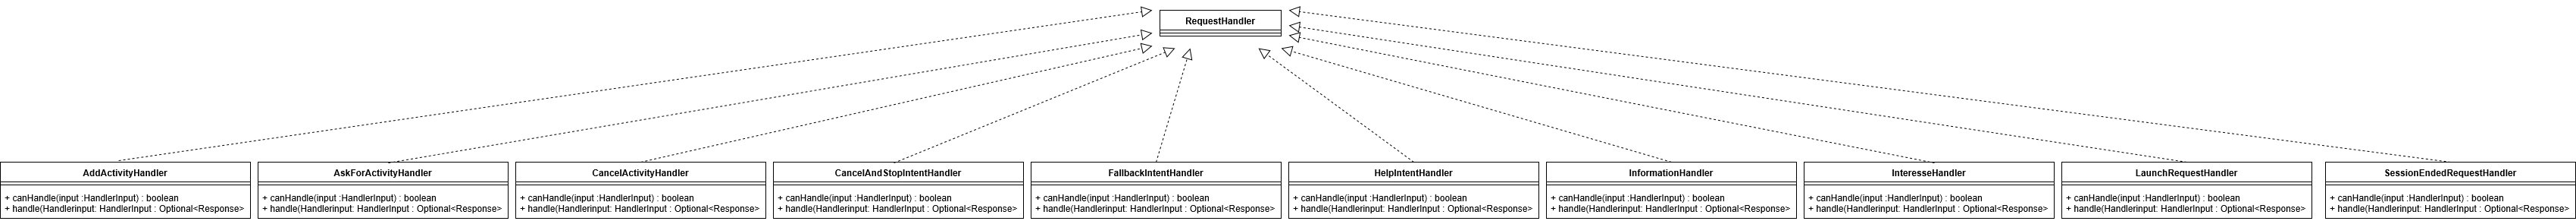 RequestHandler
AddActivityHandler
+ canHandle(input :HandlerInput) : boolean
+ handle(Handlerinput: HandlerInput : Optional<Response>
AskForActivityHandler
+ canHandle(input :HandlerInput) : boolean
+ handle(Handlerinput: HandlerInput : Optional<Response>
CancelActivityHandler
+ canHandle(input :HandlerInput) : boolean
+ handle(Handlerinput: HandlerInput : Optional<Response>
CancelAndStopIntentHandler
+ canHandle(input :HandlerInput) : boolean
+ handle(Handlerinput: HandlerInput : Optional<Response>
FallbackIntentHandler
+ canHandle(input :HandlerInput) : boolean
+ handle(Handlerinput: HandlerInput : Optional<Response>
HelpIntentHandler
+ canHandle(input :HandlerInput) : boolean
+ handle(Handlerinput: HandlerInput : Optional<Response>
InformationHandler
+ canHandle(input :HandlerInput) : boolean
+ handle(Handlerinput: HandlerInput : Optional<Response>
InteresseHandler
+ canHandle(input :HandlerInput) : boolean
+ handle(Handlerinput: HandlerInput : Optional<Response>
LaunchRequestHandler
+ canHandle(input :HandlerInput) : boolean
+ handle(Handlerinput: HandlerInput : Optional<Response>
SessionEndedRequestHandler
+ canHandle(input :HandlerInput) : boolean
+ handle(Handlerinput: HandlerInput : Optional<Response>